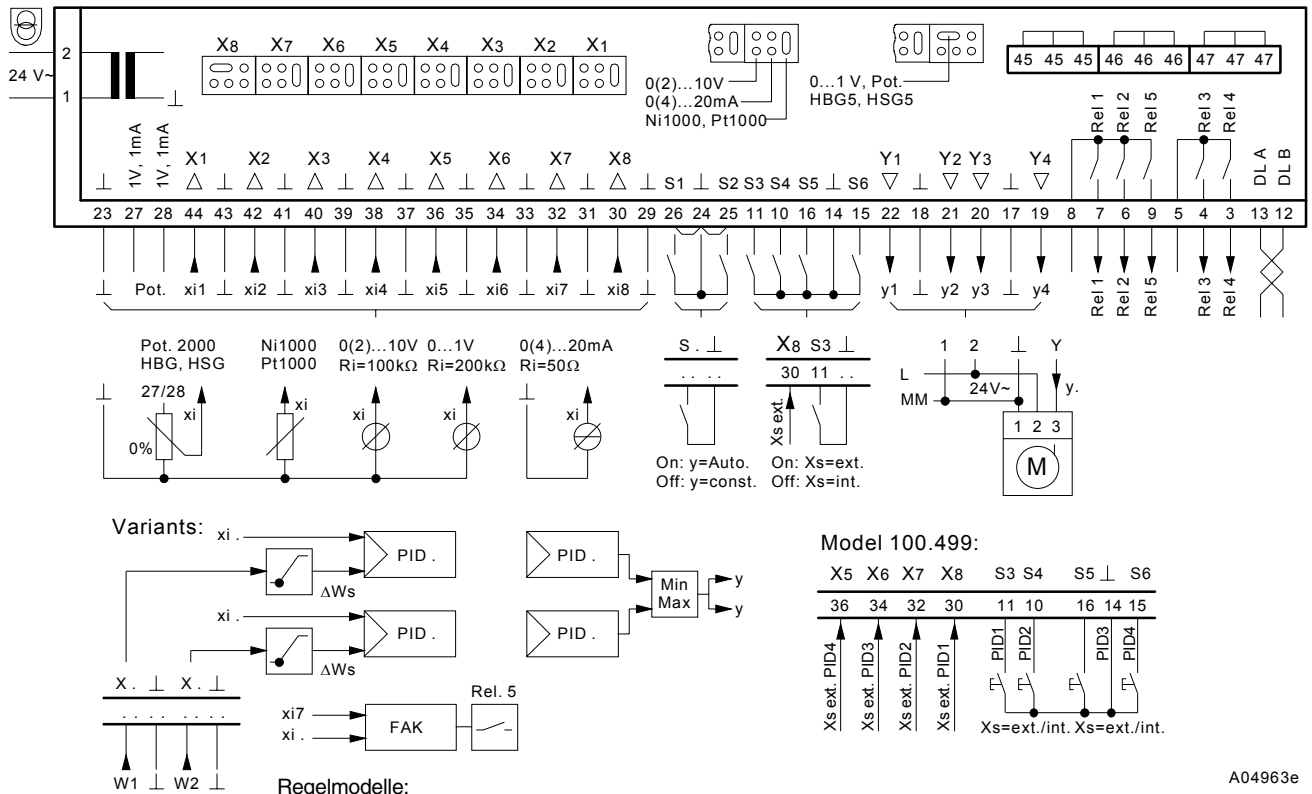 X8 X7 X6 X5 X4 X3 X2 X1
45 45 45 46 46 46 47 47 47
2
24 V~
1
⊥
0(2)...10V
0(4)...20mA
Ni1000, Pt1000
0...1 V, Pot.
HBG5, HSG5
Rel 1 Rel 2 Rel 5 Rel 3 Rel 4
⊥ 1V, 1mA 1V, 1mA X1 ⊥ X2 ⊥ X3 ⊥ X4 ⊥ X5 ⊥ X6 ⊥ X7 ⊥ X8 ⊥ S1 ⊥ S2 S3 S4 S5 ⊥ S6 Y1 ⊥ Y2 Y3 ⊥ Y4 DL A DL B
23 27 28 44 43 42 41 40 39 38 37 36 35 34 33 32 31 30 29 26 24 25 11 10 16 14 15 22 18 21 20 17 19 8 7 6 9 5 4 3 13 12
⊥ Pot. xi1 ⊥ xi2 ⊥ xi3 ⊥ xi4 ⊥ xi5 ⊥ xi6 ⊥ xi7 ⊥ xi8 ⊥ y1 ⊥ y2 y3 ⊥ y4 Rel 1 Rel 2 Rel 5 Rel 3 Rel 4
Pot. 2000
HBG, HSG
27/28
xi
0%
⊥
Ni1000
Pt1000
xi
0(2)...10V
Ri=100kΩ
xi
0...1V
Ri=200kΩ
xi
0(4)...20mA
Ri=50Ω
⊥
xi
S . ⊥
. . . .
On: y=Auto.
Off: y=const.
X8 S3 ⊥
30 11 . .
Xs ext.
On: Xs=ext.
Off: Xs=int.
1 2 ⊥ Y
L
24V~
y.
MM
1 2 3
M
Variants:
xi .
PID .
ΔWs
xi .
PID .
ΔWs
X . ⊥ X . ⊥
. . . . . . . .
W1 ⊥ W2 ⊥
PID .
PID .
Min
Max
y
y
xi7
xi .
FAK
Rel. 5
Model 100.499:
X5 X6 X7 X8 S3 S4 S5 ⊥ S6
36 34 32 30 11 10 16 14 15
Xs ext. PID4 Xs ext. PID3 Xs ext. PID2 Xs ext. PID1 PID1 PID2 PID3 PID4
Xs=ext./int. Xs=ext./int.
Regelmodelle:
A04963e